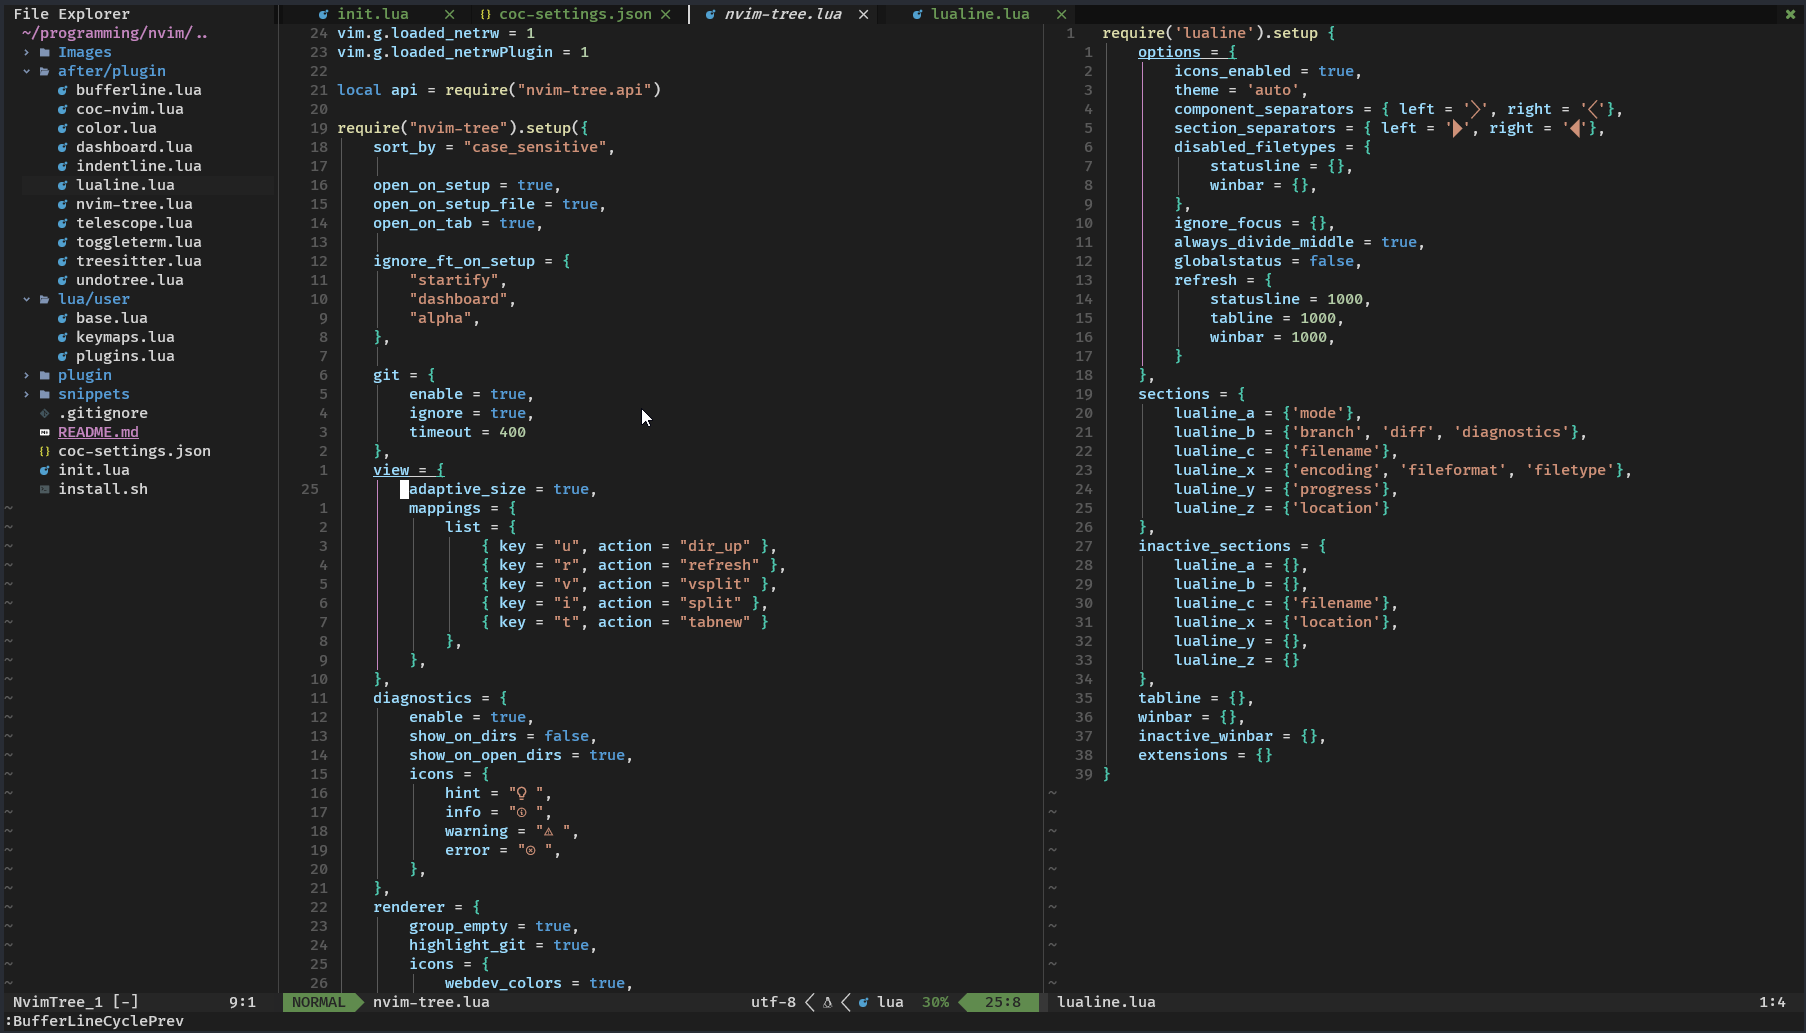 File Explorer
~/programming/nvim/..
Images
after/plugin
bufferline.lua
coc-nvim.lua
color.lua
dashboard.lua
indentline.lua
lualine.lua
nvim-tree.lua
telescope.lua
toggleterm.lua
treesitter.lua
undotree.lua
lua/user
base.lua
keymaps.lua
plugins.lua
plugin
snippets
.gitignore
README.md
{} coc-settings.json
init.lua
install.sh
NvimTree_1 [-] 9:1
init.lua × {} coc-settings.json × nvim-tree.lua × lualine.lua ×
24 vim.g.loaded_netrw = 1
23 vim.g.loaded_netrwPlugin = 1
22
21 local api = require("nvim-tree.api")
20
19 require("nvim-tree").setup({
18 sort_by = "case_sensitive",
17
16 open_on_setup = true,
15 open_on_setup_file = true,
14 open_on_tab = true,
13
12 ignore_ft_on_setup = {
11 "startify",
10 "dashboard",
9 "alpha",
8 },
7
6 git = {
5 enable = true,
4 ignore = true,
3 timeout = 400
2 },
1 view = {
25 adaptive_size = true,
1 mappings = {
2 list = {
3 { key = "u", action = "dir_up" },
4 { key = "r", action = "refresh" },
5 { key = "v", action = "vsplit" },
6 { key = "i", action = "split" },
7 { key = "t", action = "tabnew" }
8 },
9 },
10 },
11 diagnostics = {
12 enable = true,
13 show_on_dirs = false,
14 show_on_open_dirs = true,
15 icons = {
16 hint = " ",
17 info = " ",
18 warning = "⚠ ",
19 error = "⊗ ",
20 },
21 },
22 renderer = {
23 group_empty = true,
24 highlight_git = true,
25 icons = {
26 webdev_colors = true,
NORMAL nvim-tree.lua utf-8 lua 30% 25:8
1 require('lualine').setup {
1 options = {
2 icons_enabled = true,
3 theme = 'auto',
4 component_separators = { left = '', right = ''},
5 section_separators = { left = '', right = ''},
6 disabled_filetypes = {
7 statusline = {},
8 winbar = {},
9 },
10 ignore_focus = {},
11 always_divide_middle = true,
12 globalstatus = false,
13 refresh = {
14 statusline = 1000,
15 tabline = 1000,
16 winbar = 1000,
17 }
18 },
19 sections = {
20 lualine_a = {'mode'},
21 lualine_b = {'branch', 'diff', 'diagnostics'},
22 lualine_c = {'filename'},
23 lualine_x = {'encoding', 'fileformat', 'filetype'},
24 lualine_y = {'progress'},
25 lualine_z = {'location'}
26 },
27 inactive_sections = {
28 lualine_a = {},
29 lualine_b = {},
30 lualine_c = {'filename'},
31 lualine_x = {'location'},
32 lualine_y = {},
33 lualine_z = {}
34 },
35 tabline = {},
36 winbar = {},
37 inactive_winbar = {},
38 extensions = {}
39 }
lualine.lua 1:4
:BufferLineCyclePrev